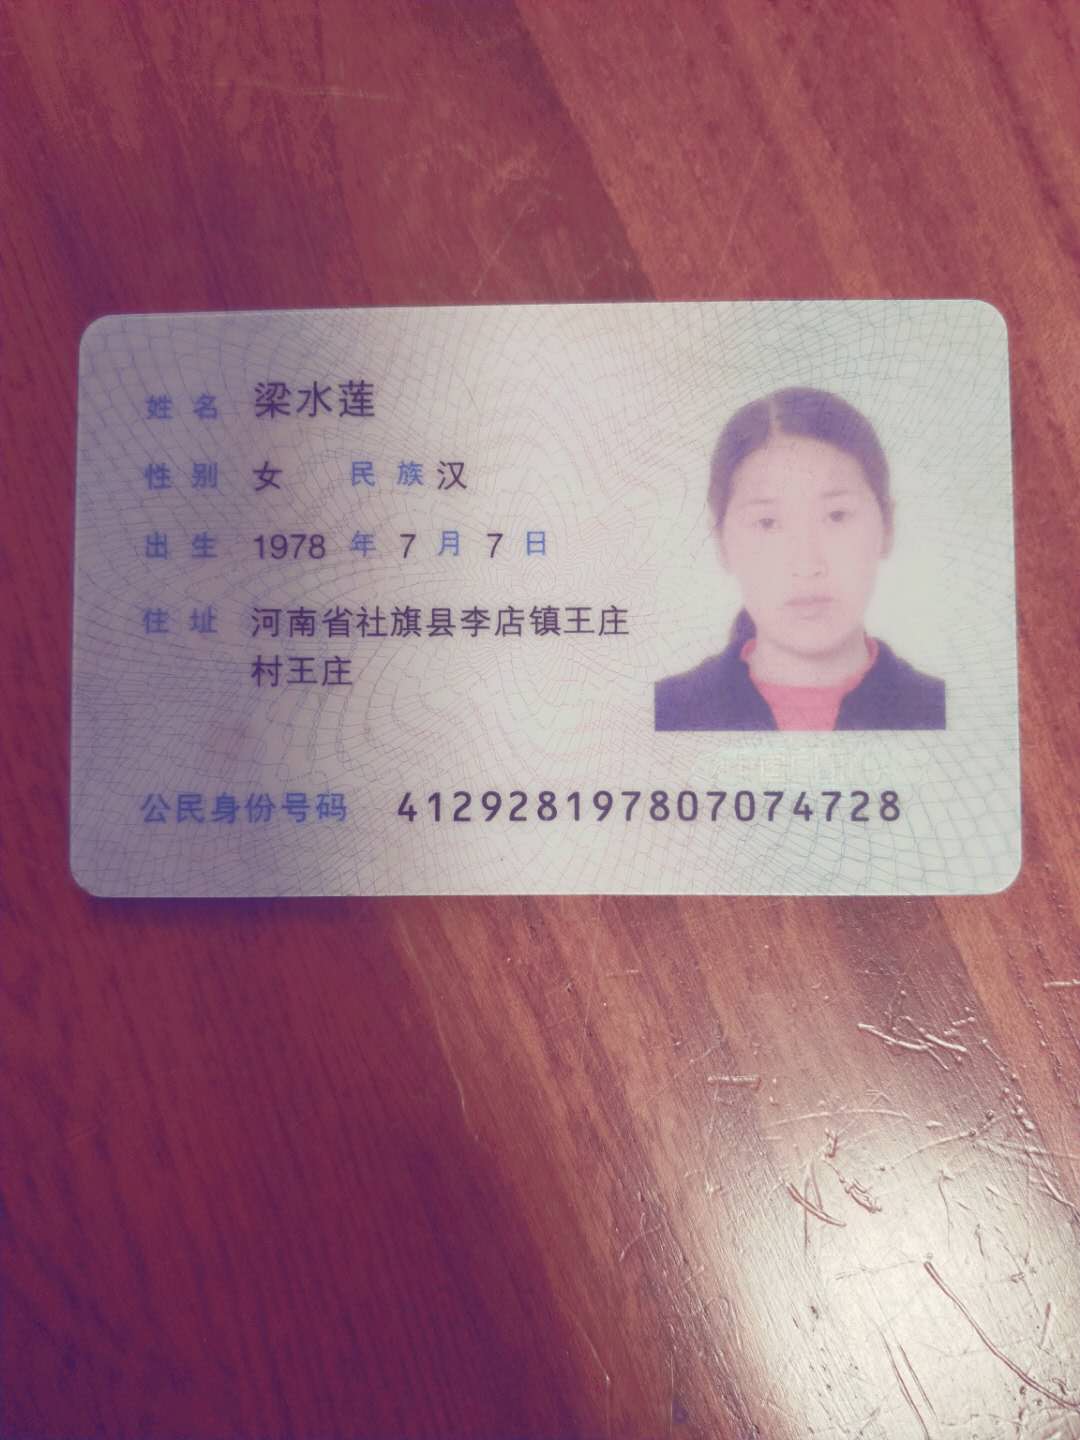 姓名 梁水莲
性别 女 民族 汉
出生 1978 年 7 月 7 日
住址 河南省社旗县李店镇王庄
村王庄
公民身份号码 412928197807074728